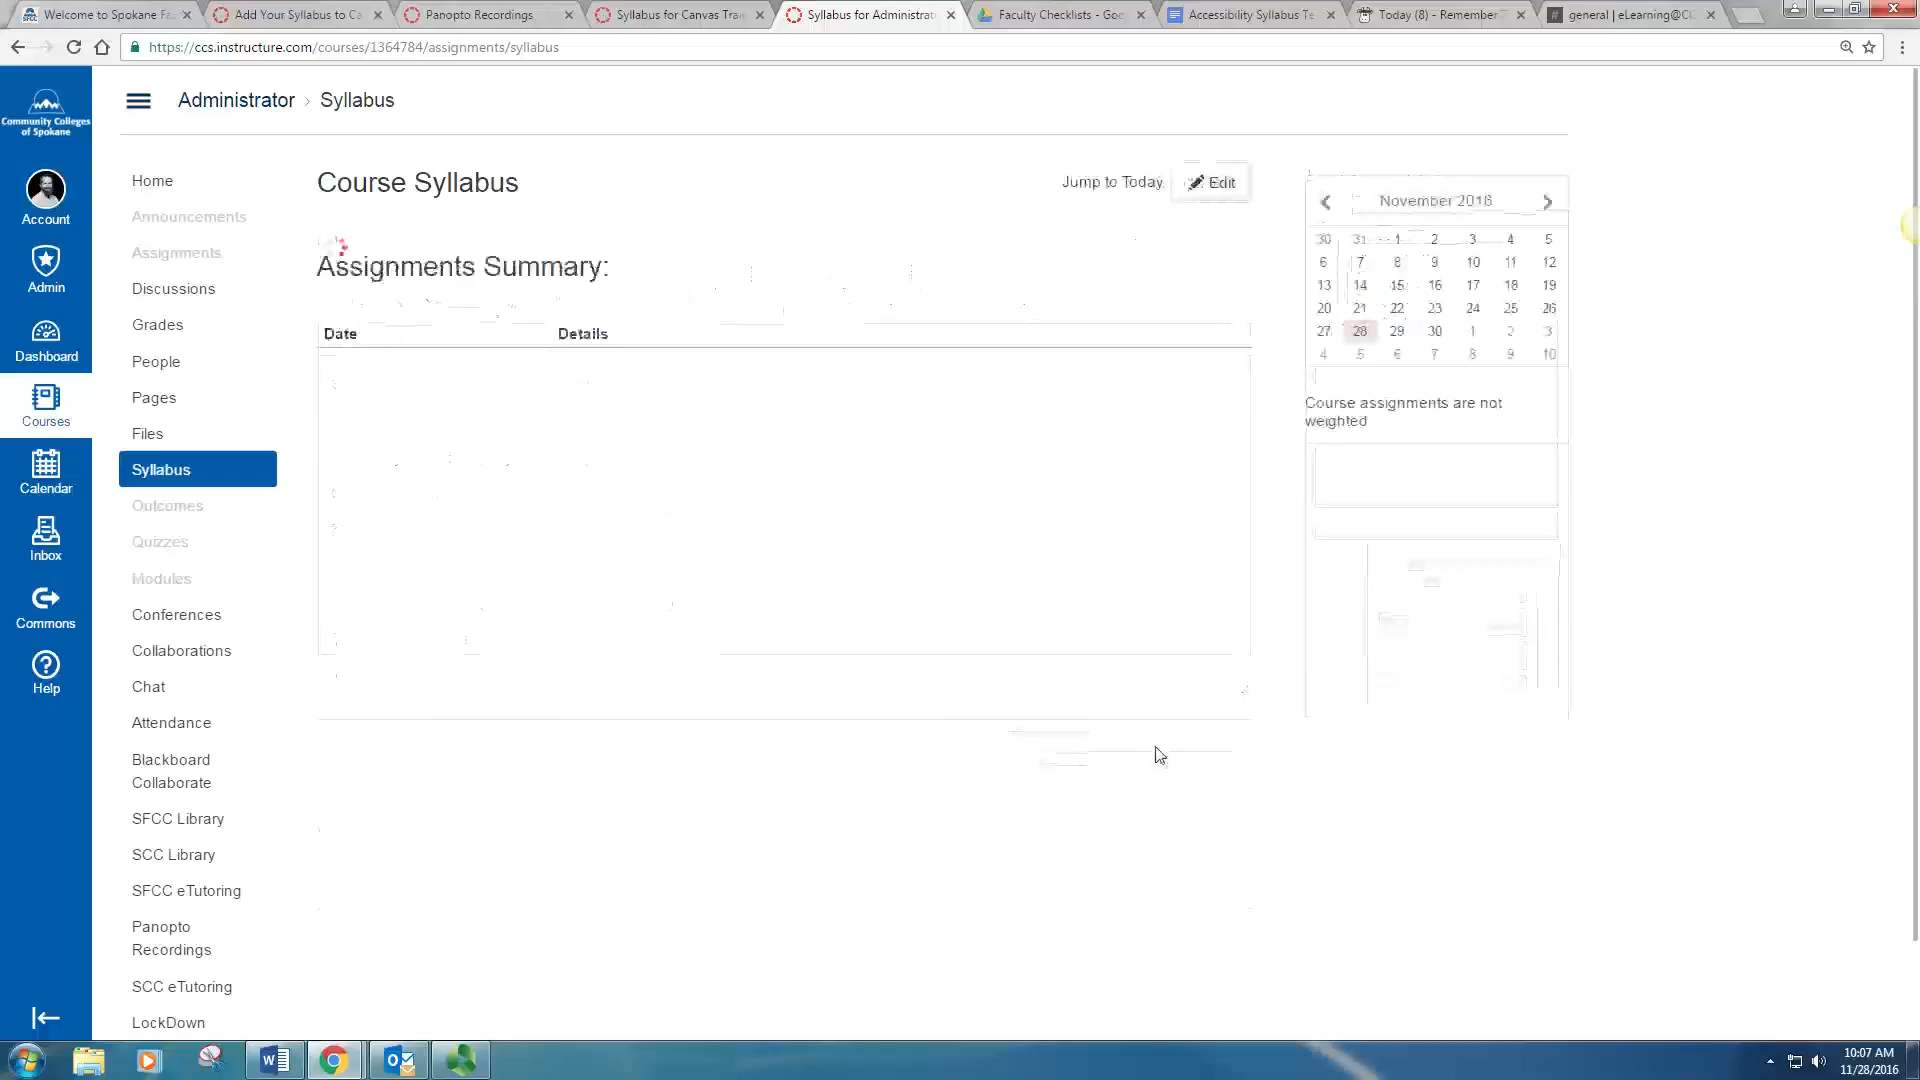 Welcome to Spokane Fa
Add Your Syllabus to Ca
Panopto Recordings
Syllabus for Canvas Trai
Syllabus for Administrat
Faculty Checklists - Goo
Accessibility Syllabus Te
Today (8) - Remember T
general | eLearning@C
https://ccs.instructure.com/courses/1364784/assignments/syllabus
Community Colleges
of Spokane
Account
Admin
Dashboard
Courses
Calendar
Inbox
Commons
Help
Administrator › Syllabus
Home
Announcements
Assignments
Discussions
Grades
People
Pages
Files
Syllabus
Outcomes
Quizzes
Modules
Conferences
Collaborations
Chat
Attendance
Blackboard
Collaborate
SFCC Library
SCC Library
SFCC eTutoring
Panopto
Recordings
SCC eTutoring
LockDown
Course Syllabus
Jump to Today Edit
Assignments Summary:
Date Details
November 2016
30 31 1 2 3 4 5
6 7 8 9 10 11 12
13 14 15 16 17 18 19
20 21 22 23 24 25 26
27 28 29 30 1 2 3
4 5 6 7 8 9 10
Course assignments are not
weighted
10:07 AM
11/28/2016